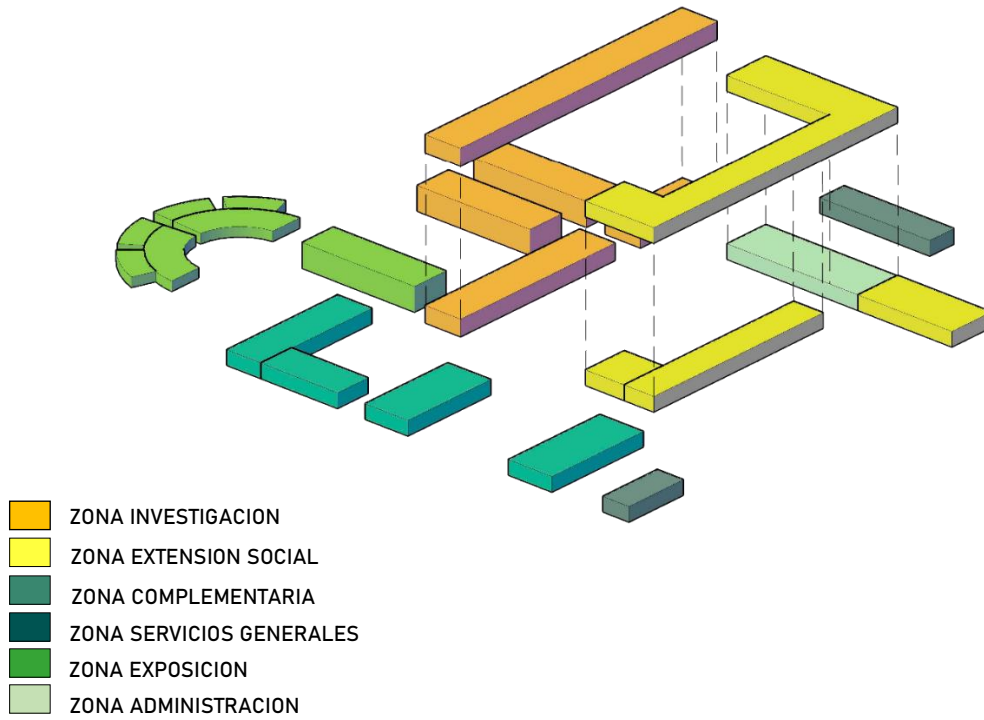 ZONA INVESTIGACION
ZONA EXTENSION SOCIAL
ZONA COMPLEMENTARIA
ZONA SERVICIOS GENERALES
ZONA EXPOSICION
ZONA ADMINISTRACION